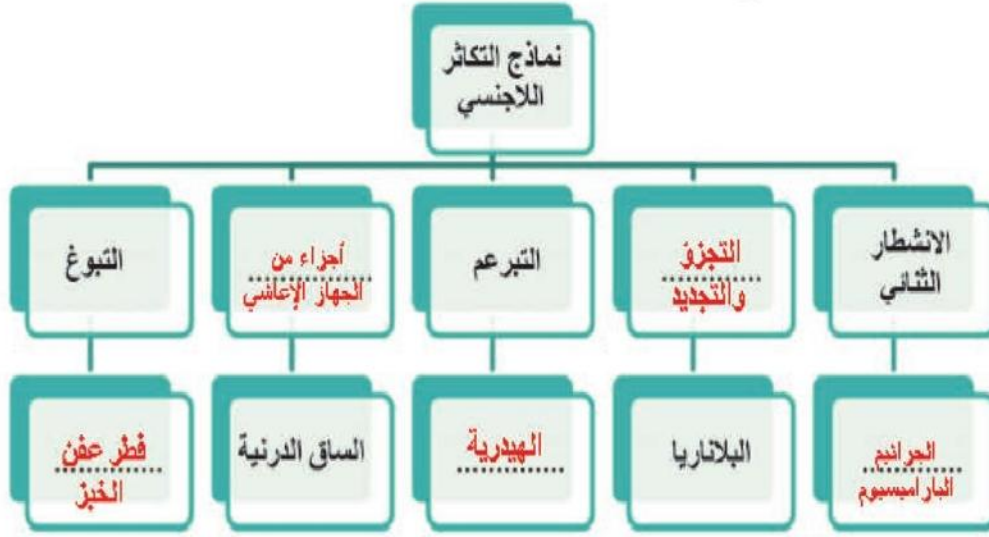 نماذج التكاثر
اللاجنسي
الانشطار
الثنائي
التجزؤ
والتجديد
التبرعم
أجزاء من
الجهاز الإعاشي
التبوغ
الجراثيم
البراميسيوم
البلاناريا
الهيدرية
الساق الدرنية
فطر عفن
الخبز